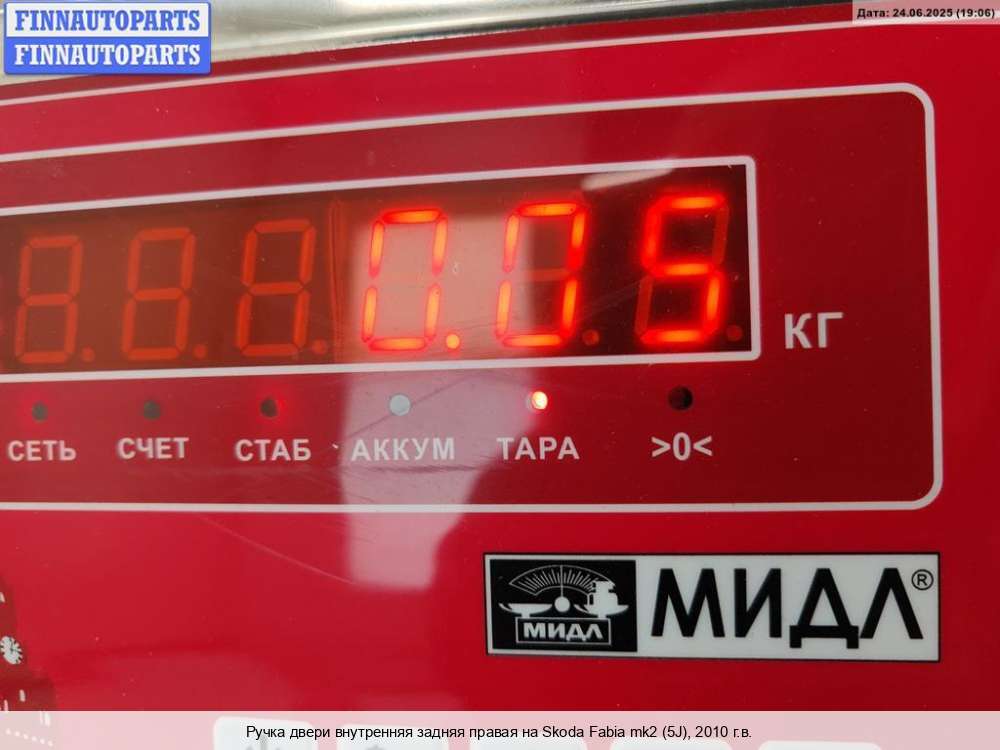 FINNAUTOPARTS
FINNAUTOPARTS
Дата: 24.06.2025 (19:06)
0.05
КГ
СЕТЬ СЧЕТ СТАБ АККУМ ТАРА >0<
МИДЛ МИДЛ®
Ручка двери внутренняя задняя правая на Skoda Fabia mk2 (5J), 2010 г.в.